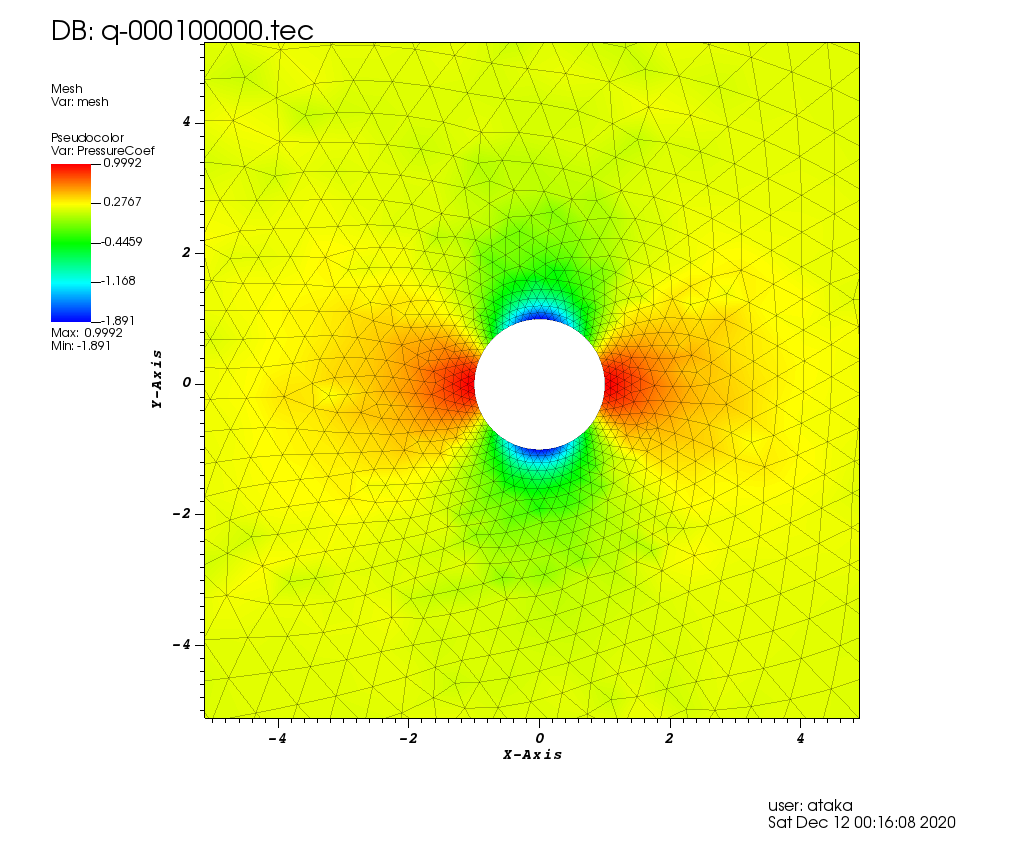 DB: q-000100000.tec
Mesh
Var: mesh
Pseudocolor
Var: PressureCoef
0.9992
0.2767
-0.4459
-1.168
-1.891
Max: 0.9992
Min: -1.891
Y-Axis
4
2
0
-2
-4
-4 -2 0 2 4
X-Axis
user: ataka
Sat Dec 12 00:16:08 2020